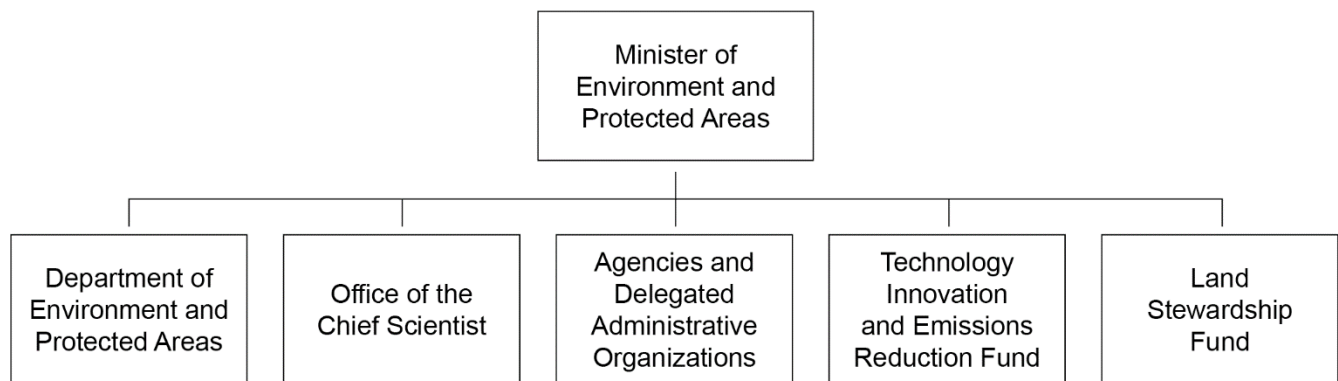 Minister of
Environment and
Protected Areas
Department of
Environment and
Protected Areas
Office of the
Chief Scientist
Agencies and
Delegated
Administrative
Organizations
Technology
Innovation
and Emissions
Reduction Fund
Land
Stewardship
Fund